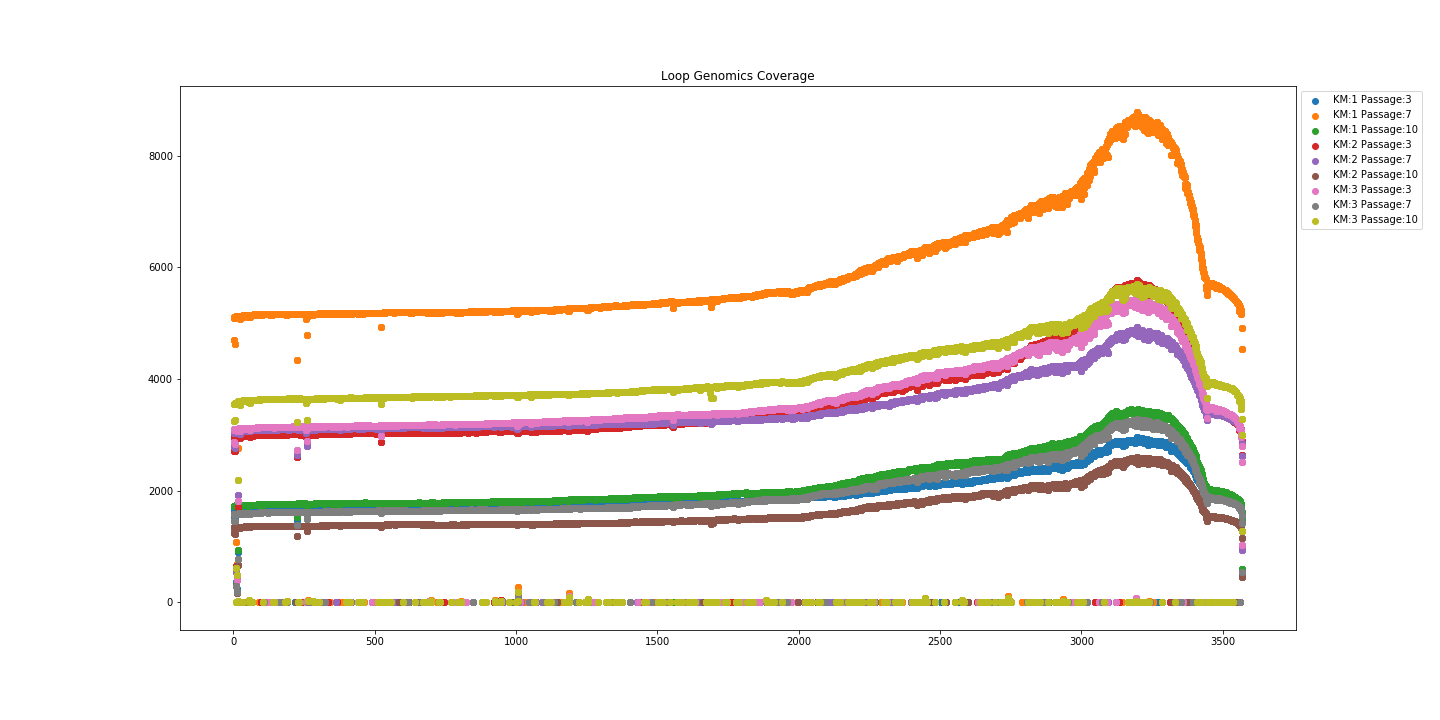 Loop Genomics Coverage
KM:1 Passage:3
KM:1 Passage:7
KM:1 Passage:10
KM:2 Passage:3
KM:2 Passage:7
KM:2 Passage:10
KM:3 Passage:3
KM:3 Passage:7
KM:3 Passage:10
8000
6000
4000
2000
0
0 500 1000 1500 2000 2500 3000 3500